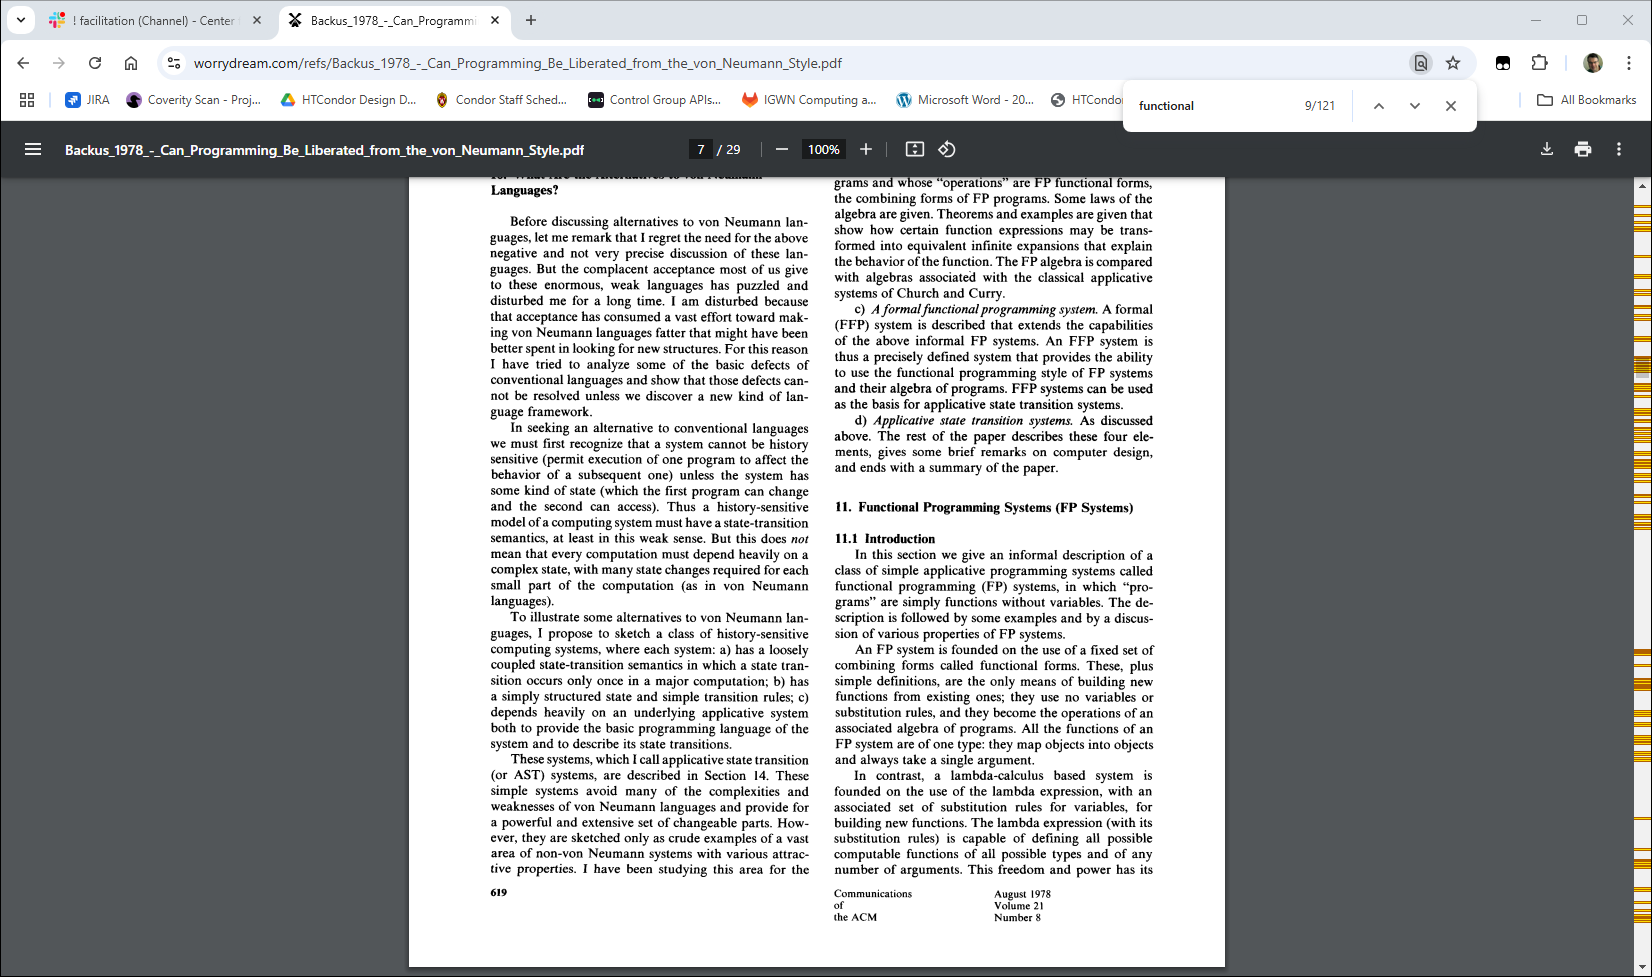 ! facilitation (Channel) - Center
Backus_1978_-_Can_Programmi
worrydream.com/refs/Backus_1978_-_Can_Programming_Be_Liberated_from_the_von_Neumann_Style.pdf
JIRA
Coverity Scan - Proj...
HTCondor Design D...
Condor Staff Sched...
Control Group APIs...
IGWN Computing a...
Microsoft Word - 20...
HTCondo
All Bookmarks
functional
9/121
Backus_1978_-_Can_Programming_Be_Liberated_from_the_von_Neumann_Style.pdf
7 / 29
100%
10. What Are the Alternatives to von Neumann
Languages?
Before discussing alternatives to von Neumann lan-
guages, let me remark that I regret the need for the above
negative and not very precise discussion of these lan-
guages. But the complacent acceptance most of us give
to these enormous, weak languages has puzzled and
disturbed me for a long time. I am disturbed because
that acceptance has consumed a vast effort toward mak-
ing von Neumann languages fatter that might have been
better spent in looking for new structures. For this reason
I have tried to analyze some of the basic defects of
conventional languages and show that those defects can-
not be resolved unless we discover a new kind of lan-
guage framework.
In seeking an alternative to conventional languages
we must first recognize that a system cannot be history
sensitive (permit execution of one program to affect the
behavior of a subsequent one) unless the system has
some kind of state (which the first program can change
and the second can access). Thus a history-sensitive
model of a computing system must have a state-transition
semantics, at least in this weak sense. But this does not
mean that every computation must depend heavily on a
complex state, with many state changes required for each
small part of the computation (as in von Neumann
languages).
To illustrate some alternatives to von Neumann lan-
guages, I propose to sketch a class of history-sensitive
computing systems, where each system: a) has a loosely
coupled state-transition semantics in which a state tran-
sition occurs only once in a major computation; b) has
a simply structured state and simple transition rules; c)
depends heavily on an underlying applicative system
both to provide the basic programming language of the
system and to describe its state transitions.
These systems, which I call applicative state transition
(or AST) systems, are described in Section 14. These
simple systems avoid many of the complexities and
weaknesses of von Neumann languages and provide for
a powerful and extensive set of changeable parts. How-
ever, they are sketched only as crude examples of a vast
area of non-von Neumann systems with various attrac-
tive properties. I have been studying this area for the
619
grams and whose "operations" are FP functional forms,
the combining forms of FP programs. Some laws of the
algebra are given. Theorems and examples are given that
show how certain function expressions may be trans-
formed into equivalent infinite expansions that explain
the behavior of the function. The FP algebra is compared
with algebras associated with the classical applicative
systems of Church and Curry.
c) A formal functional programming system. A formal
(FFP) system is described that extends the capabilities
of the above informal FP systems. An FFP system is
thus a precisely defined system that provides the ability
to use the functional programming style of FP systems
and their algebra of programs. FFP systems can be used
as the basis for applicative state transition systems.
d) Applicative state transition systems. As discussed
above. The rest of the paper describes these four ele-
ments, gives some brief remarks on computer design,
and ends with a summary of the paper.
11. Functional Programming Systems (FP Systems)
11.1 Introduction
In this section we give an informal description of a
class of simple applicative programming systems called
functional programming (FP) systems, in which "pro-
grams" are simply functions without variables. The de-
scription is followed by some examples and by a discus-
sion of various properties of FP systems.
An FP system is founded on the use of a fixed set of
combining forms called functional forms. These, plus
simple definitions, are the only means of building new
functions from existing ones; they use no variables or
substitution rules, and they become the operations of an
associated algebra of programs. All the functions of an
FP system are of one type: they map objects into objects
and always take a single argument.
In contrast, a lambda-calculus based system is
founded on the use of the lambda expression, with an
associated set of substitution rules for variables, for
building new functions. The lambda expression (with its
substitution rules) is capable of defining all possible
computable functions of all possible types and of any
number of arguments. This freedom and power has its
Communications
of
the ACM
August 1978
Volume 21
Number 8